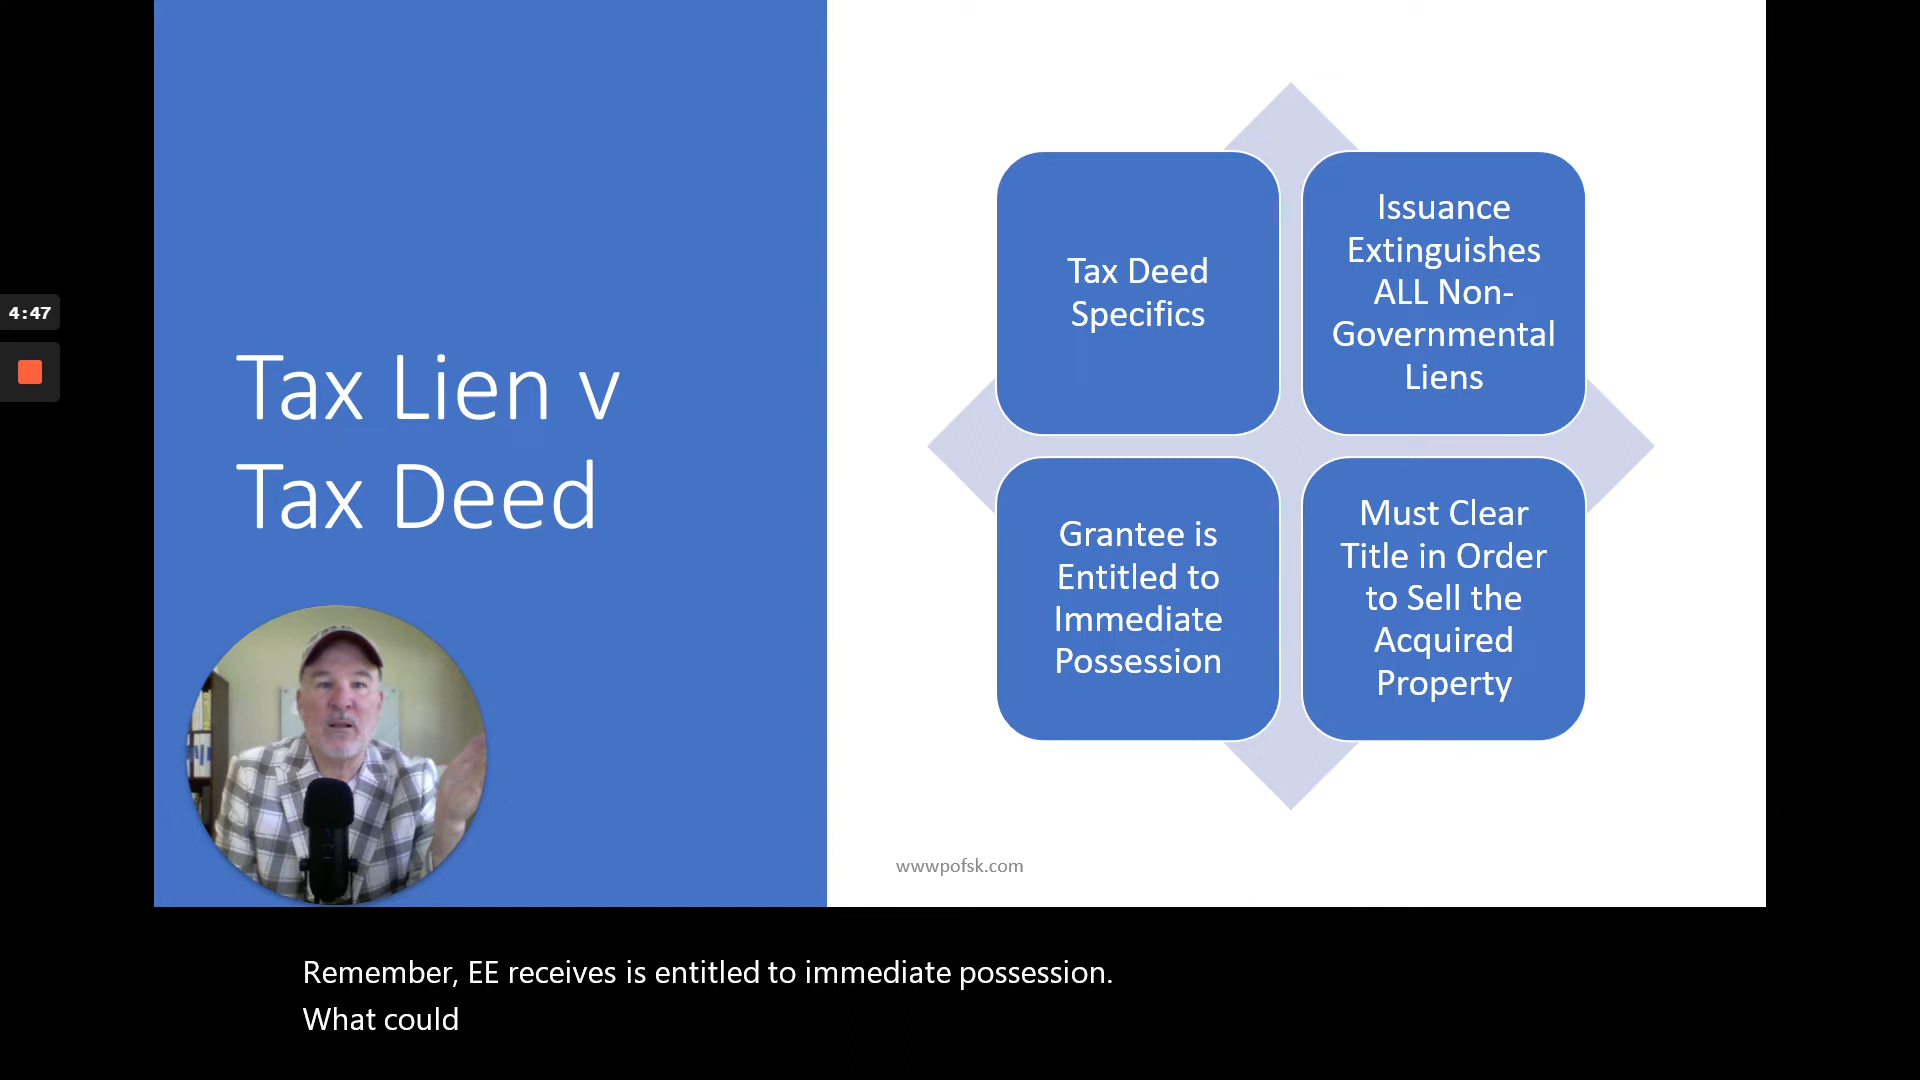 4:47
Tax Lien v
Tax Deed
Tax Deed
Specifics
Issuance
Extinguishes
ALL Non-
Governmental
Liens
Grantee is
Entitled to
Immediate
Possession
Must Clear
Title in Order
to Sell the
Acquired
Property
wwwpofsk.com
Remember, EE receives is entitled to immediate possession.
What could